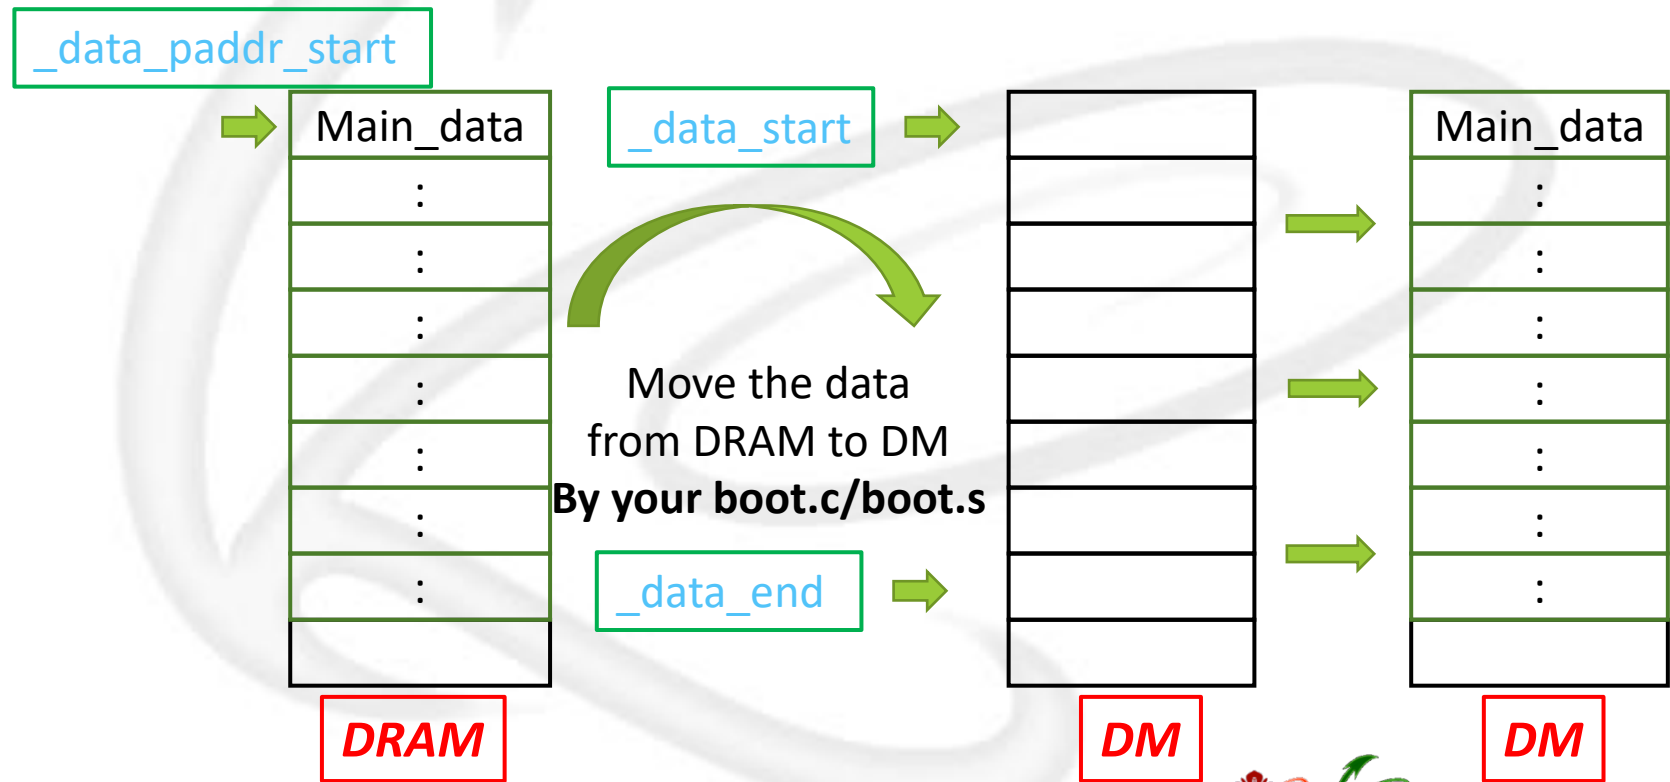 _data_paddr_start
Main_data
:
:
:
:
:
:
:
_data_start
Move the data
from DRAM to DM
By your boot.c/boot.s
_data_end
Main_data
:
:
:
:
:
:
:
DRAM
DM
DM